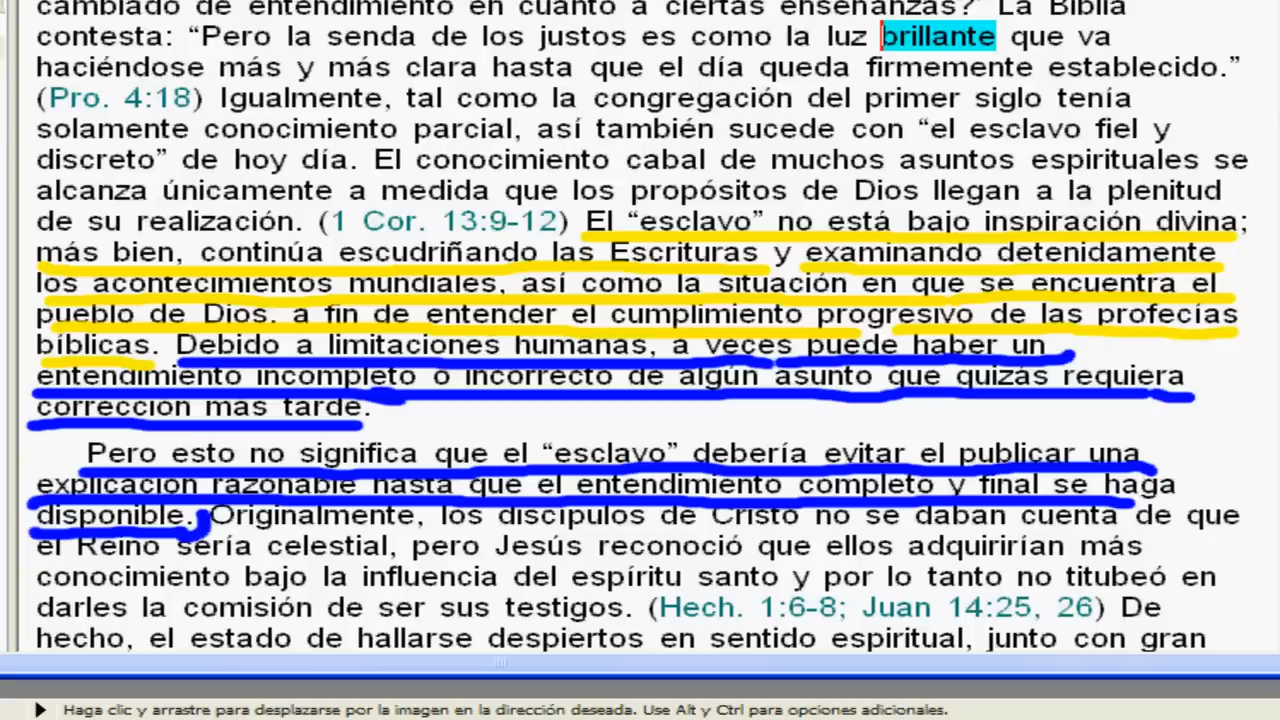 cambiado de entendimiento en cuanto a ciertas enseñanzas?” La Biblia
contesta: “Pero la senda de los justos es como la luz brillante que va
haciéndose más y más clara hasta que el día queda firmemente establecido.”
(Pro. 4:18) Igualmente, tal como la congregación del primer siglo tenía
solamente conocimiento parcial, así también sucede con “el esclavo fiel y
discreto” de hoy día. El conocimiento cabal de muchos asuntos espirituales se
alcanza únicamente a medida que los propósitos de Dios llegan a la plenitud
de su realización. (1 Cor. 13:9-12) El “esclavo” no está bajo inspiración divina;
más bien, continúa escudriñando las Escrituras y examinando detenidamente
los acontecimientos mundiales, así como la situación en que se encuentra el
pueblo de Dios. a fin de entender el cumplimiento progresivo de las profecías
bíblicas. Debido a limitaciones humanas, a veces puede haber un
entendimiento incompleto o incorrecto de algún asunto que quizás requiera
corrección más tarde.
Pero esto no significa que el “esclavo” debería evitar el publicar una
explicación razonable hasta que el entendimiento completo y final se haga
disponible. Originalmente, los discípulos de Cristo no se daban cuenta de que
el Reino sería celestial, pero Jesús reconoció que ellos adquirirían más
conocimiento bajo la influencia del espíritu santo y por lo tanto no titubeó en
darles la comisión de ser sus testigos. (Hech. 1:6-8; Juan 14:25, 26) De
hecho, el estado de hallarse despiertos en sentido espiritual, junto con gran
Haga clic y arrastre para desplazarse por la imagen en la dirección deseada. Use Alt y Ctrl para opciones adicionales.